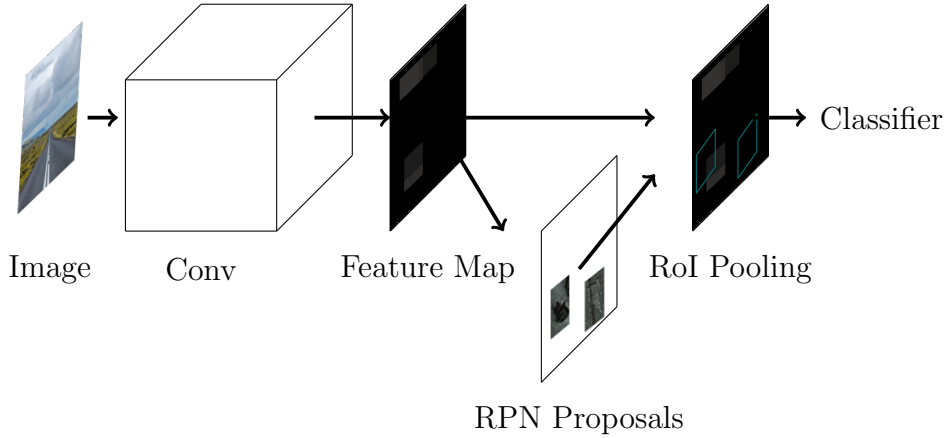 Classifier
Image
Conv
Feature Map
RoI Pooling
RPN Proposals